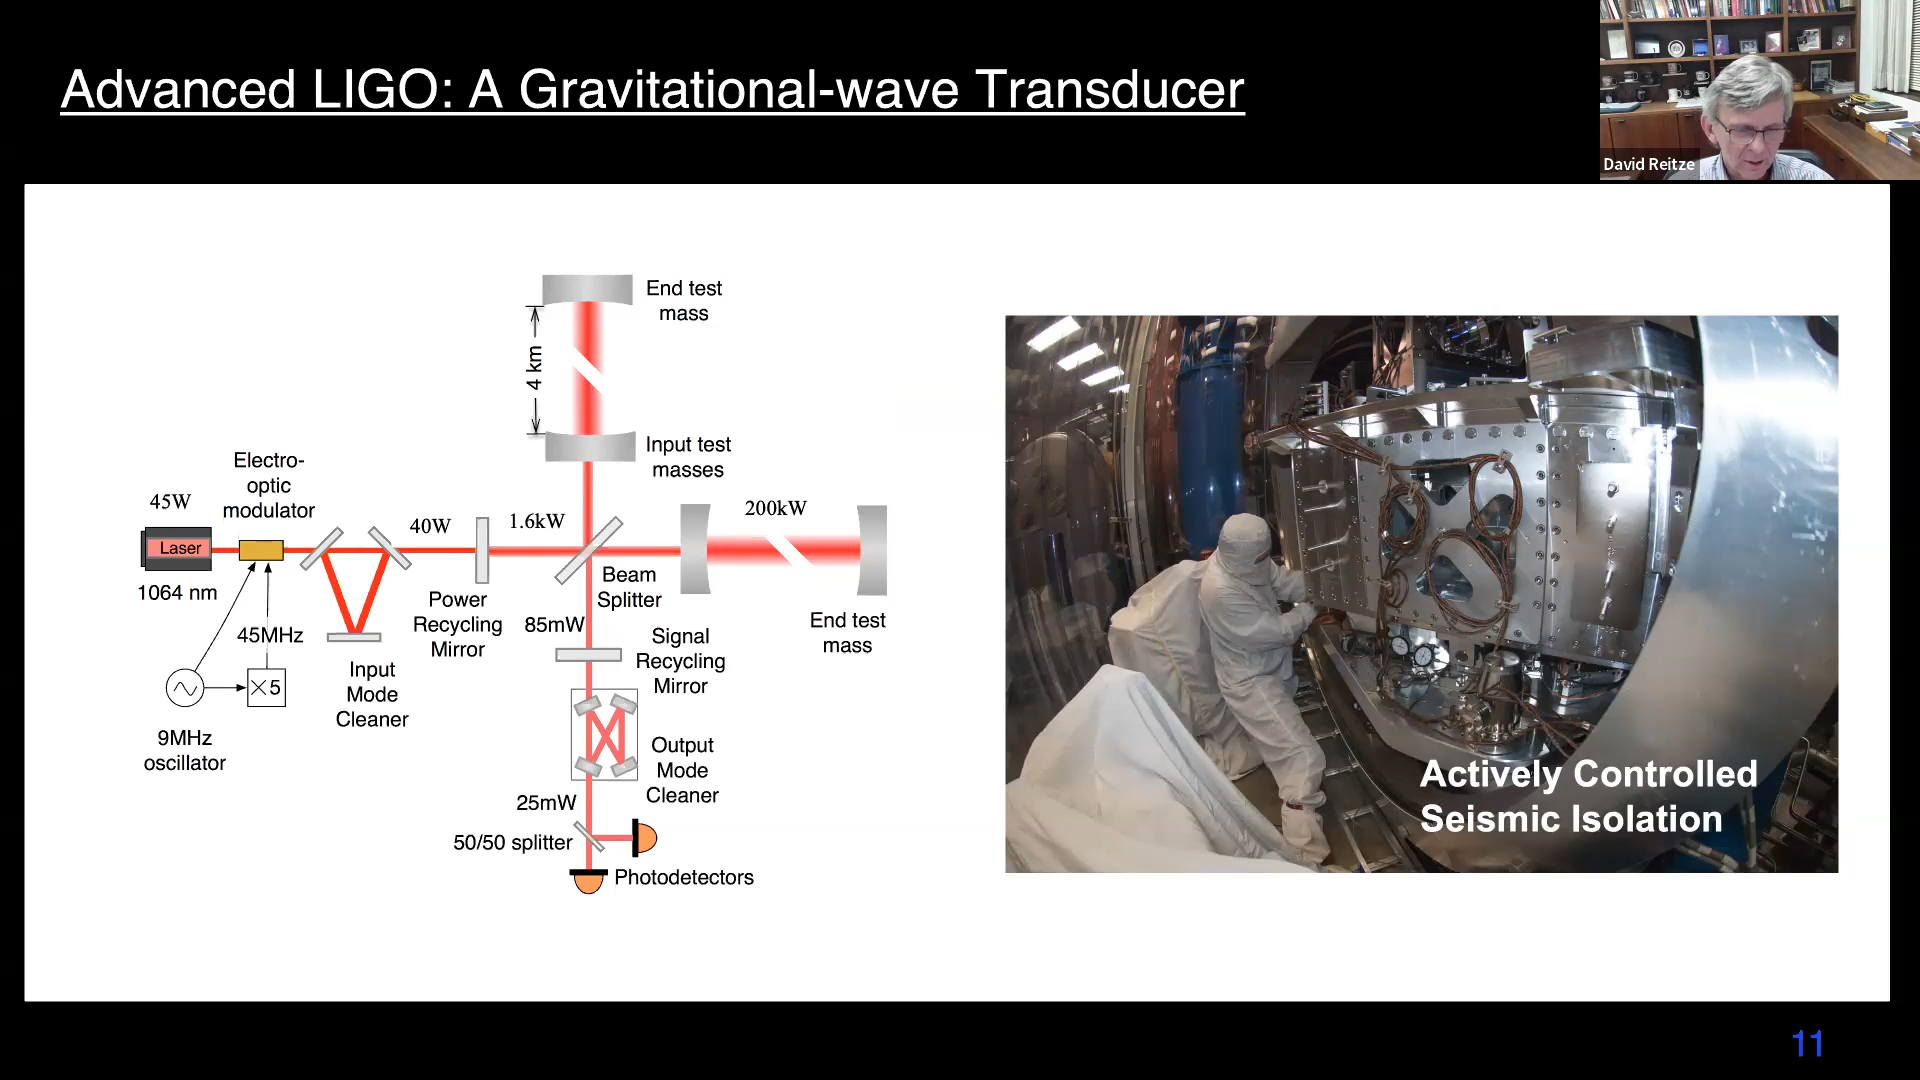 Advanced LIGO: A Gravitational-wave Transducer
David Reitze
End test
mass
4 km
Input test
masses
Electro-
optic
modulator
45W
40W
1.6kW
200kW
Laser
1064 nm
Beam
Splitter
Power
Recycling
Mirror
End test
mass
85mW
45MHz
Signal
Recycling
Mirror
Input
Mode
Cleaner
×5
9MHz
oscillator
Output
Mode
Cleaner
25mW
50/50 splitter
Photodetectors
Actively Controlled
Seismic Isolation
11